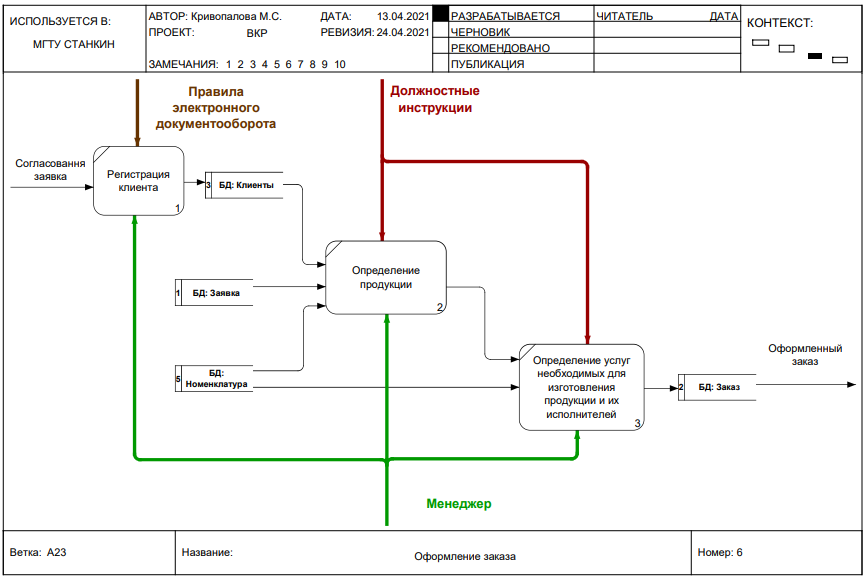 ИСПОЛЬЗУЕТСЯ В:
МГТУ СТАНКИН
АВТОР: Кривопалова М.С.
ДАТА: 13.04.2021
ПРОЕКТ: ВКР
РЕВИЗИЯ: 24.04.2021
ЗАМЕЧАНИЯ: 1 2 3 4 5 6 7 8 9 10
РАЗРАБАТЫВАЕТСЯ
ЧЕРНОВИК
РЕКОМЕНДОВАНО
ПУБЛИКАЦИЯ
ЧИТАТЕЛЬ
ДАТА
КОНТЕКСТ:
Правила
электронного
документооборота
Должностные
инструкции
Согласовання
заявка
Регистрация
клиента
1
3
БД: Клиенты
Определение
продукции
2
1
БД: Заявка
5
БД:
Номенклатура
Определение услуг
необходимых для
изготовления
продукции и их
исполнителей
3
2
БД: Заказ
Оформленный
заказ
Менеджер
Ветка: A23
Название:
Оформление заказа
Номер: 6